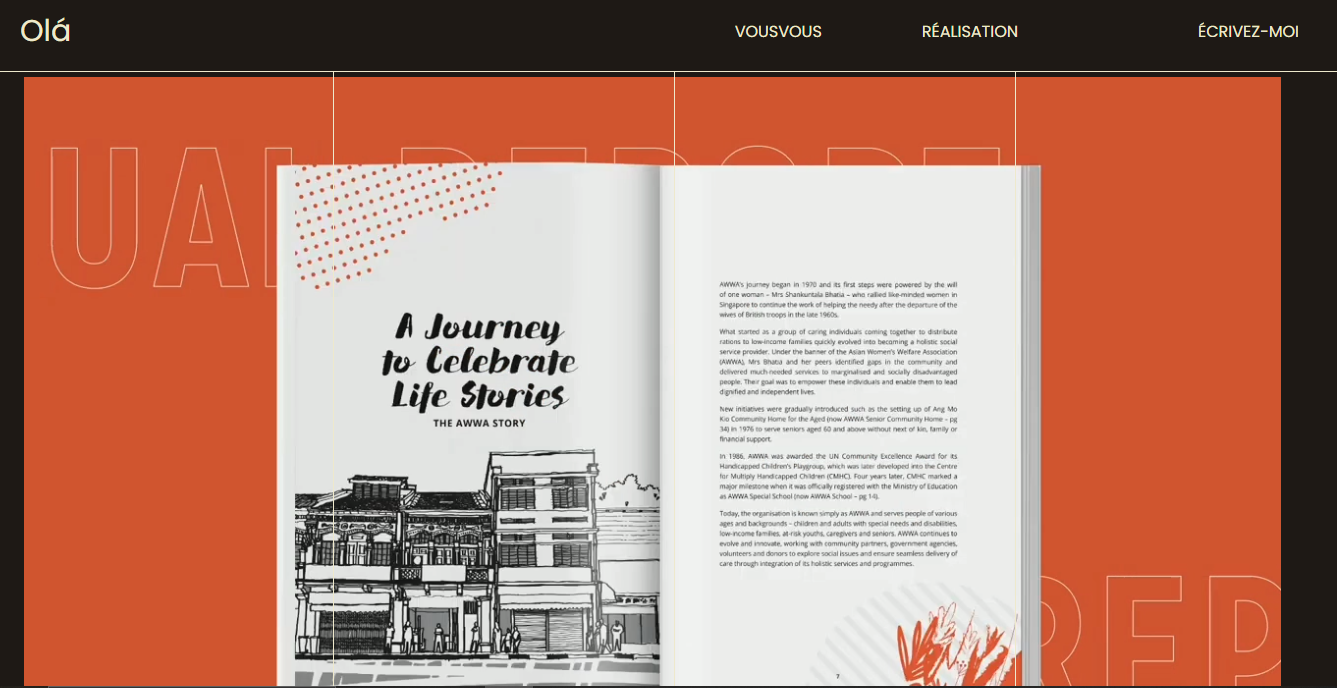 Olá
VOUSVOUS
RÉALISATION
ÉCRIVEZ-MOI
A Journey
to Celebrate
Life Stories
THE AWWA STORY
AWWA's journey began in 1970 and its first steps were powered by the will
of one woman – Mrs Shankuntala Bhatia – who rallied like-minded women in
Singapore to continue the work of helping the needy after the departure of the
wives of British troops in the late 1960s.
What started as a group of caring individuals coming together to distribute
rations to low-income families quickly evolved into becoming a holistic social
service provider. Under the banner of the Asian Women's Welfare Association
(AWWA), Mrs Bhatia and her peers identified gaps in the community and
delivered much-needed services to marginalised and socially disadvantaged
people. Their goal was to empower these individuals and enable them to lead
dignified and independent lives.
New initiatives were gradually introduced such as the setting up of Ang Mo
Kio Community Home for the Aged (now AWWA Senior Community Home – pg
34) in 1976 to serve seniors aged 60 and above without next of kin, family or
financial support.
In 1986, AWWA was awarded the UN Community Excellence Award for its
Handicapped Children's Playgroup, which was later developed into the Centre
for Multiply Handicapped Children (CMHC). Four years later, CMHC marked a
major milestone when it was officially registered with the Ministry of Education
as AWWA Special School (now AWWA School – pg 14).
Today, the organisation is known simply as AWWA and serves people of various
ages and backgrounds – children and adults with special needs and disabilities,
low-income families, at-risk youths, caregivers and seniors. AWWA continues to
evolve and innovate, working with community partners, government agencies,
volunteers and donors to explore social issues and ensure seamless delivery of
care through integration of its holistic services and programmes.
7
REP